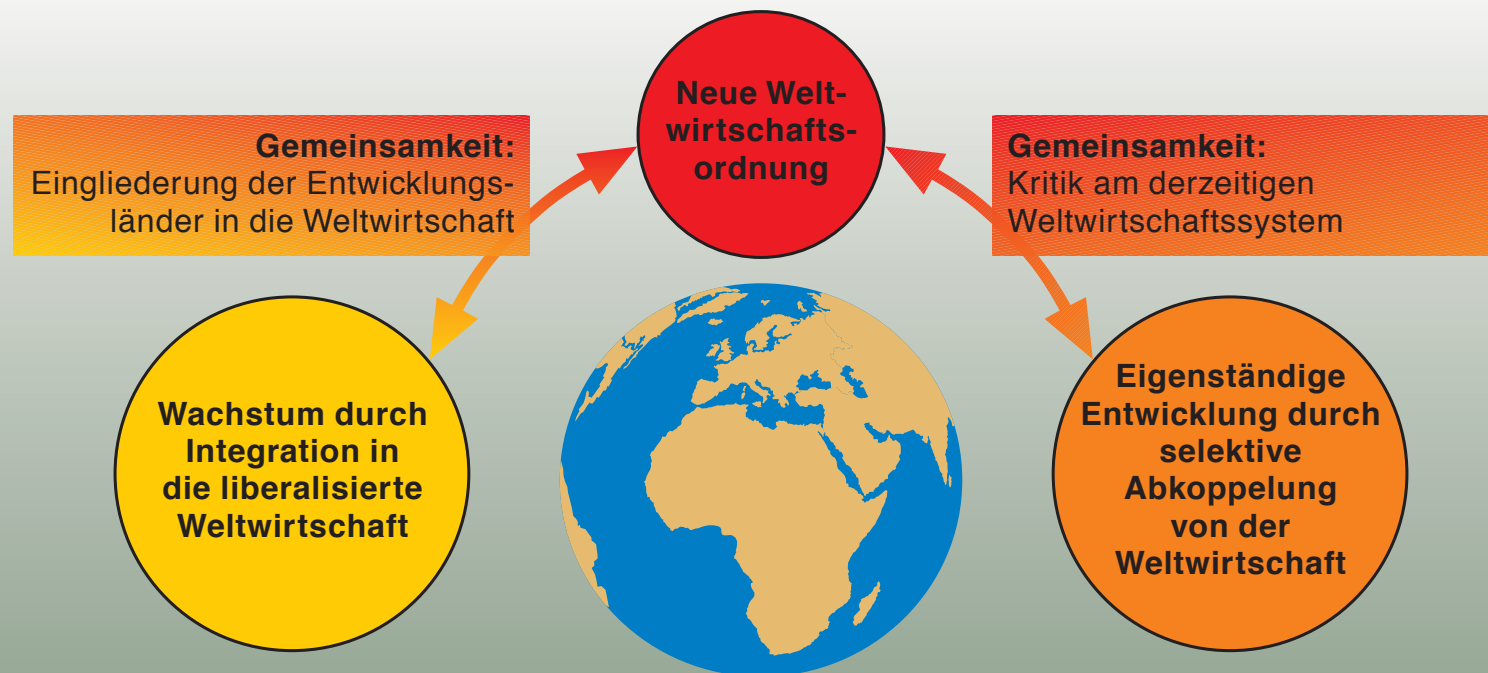 Neue Welt-
wirtschafts-
ordnung
Gemeinsamkeit:
Eingliederung der Entwicklungs-
länder in die Weltwirtschaft
Gemeinsamkeit:
Kritik am derzeitigen
Weltwirtschaftssystem
Wachstum durch
Integration in
die liberalisierte
Weltwirtschaft
Eigenständige
Entwicklung durch
selektive
Abkoppelung
von der
Weltwirtschaft